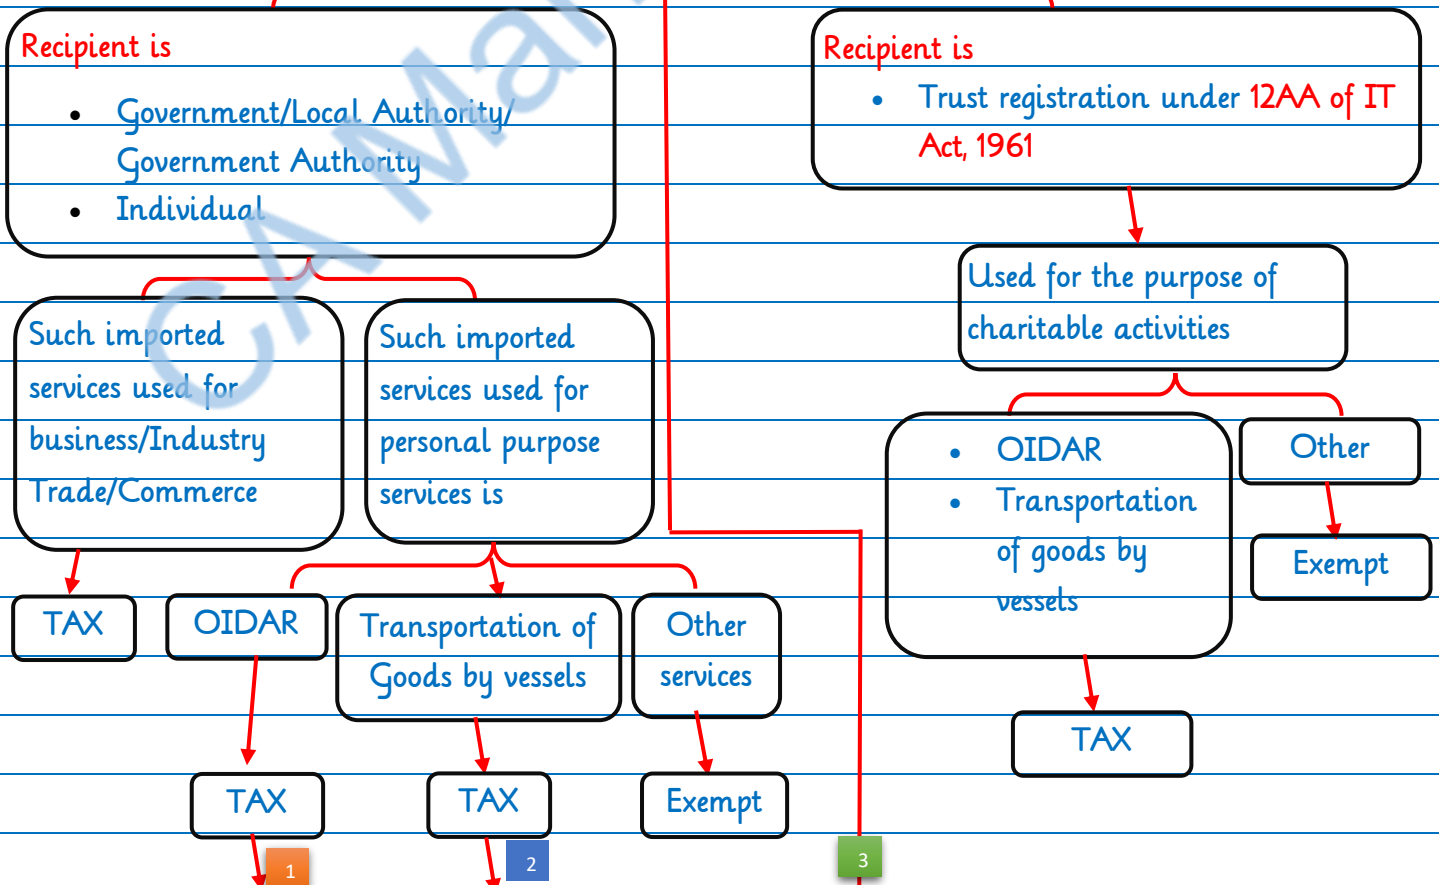 Recipient is
• Government/Local Authority/
Government Authority
• Individual
Such imported
services used for
business/Industry
Trade/Commerce
Such imported
services used for
personal purpose
services is
TAX
OIDAR
Transportation of
Goods by vessels
Other
services
TAX
TAX
Exempt
1
2
3
Recipient is
• Trust registration under 12AA of IT
Act, 1961
Used for the purpose of
charitable activities
• OIDAR
• Transportation
of goods by
vessels
Other
Exempt
TAX
CA Mar